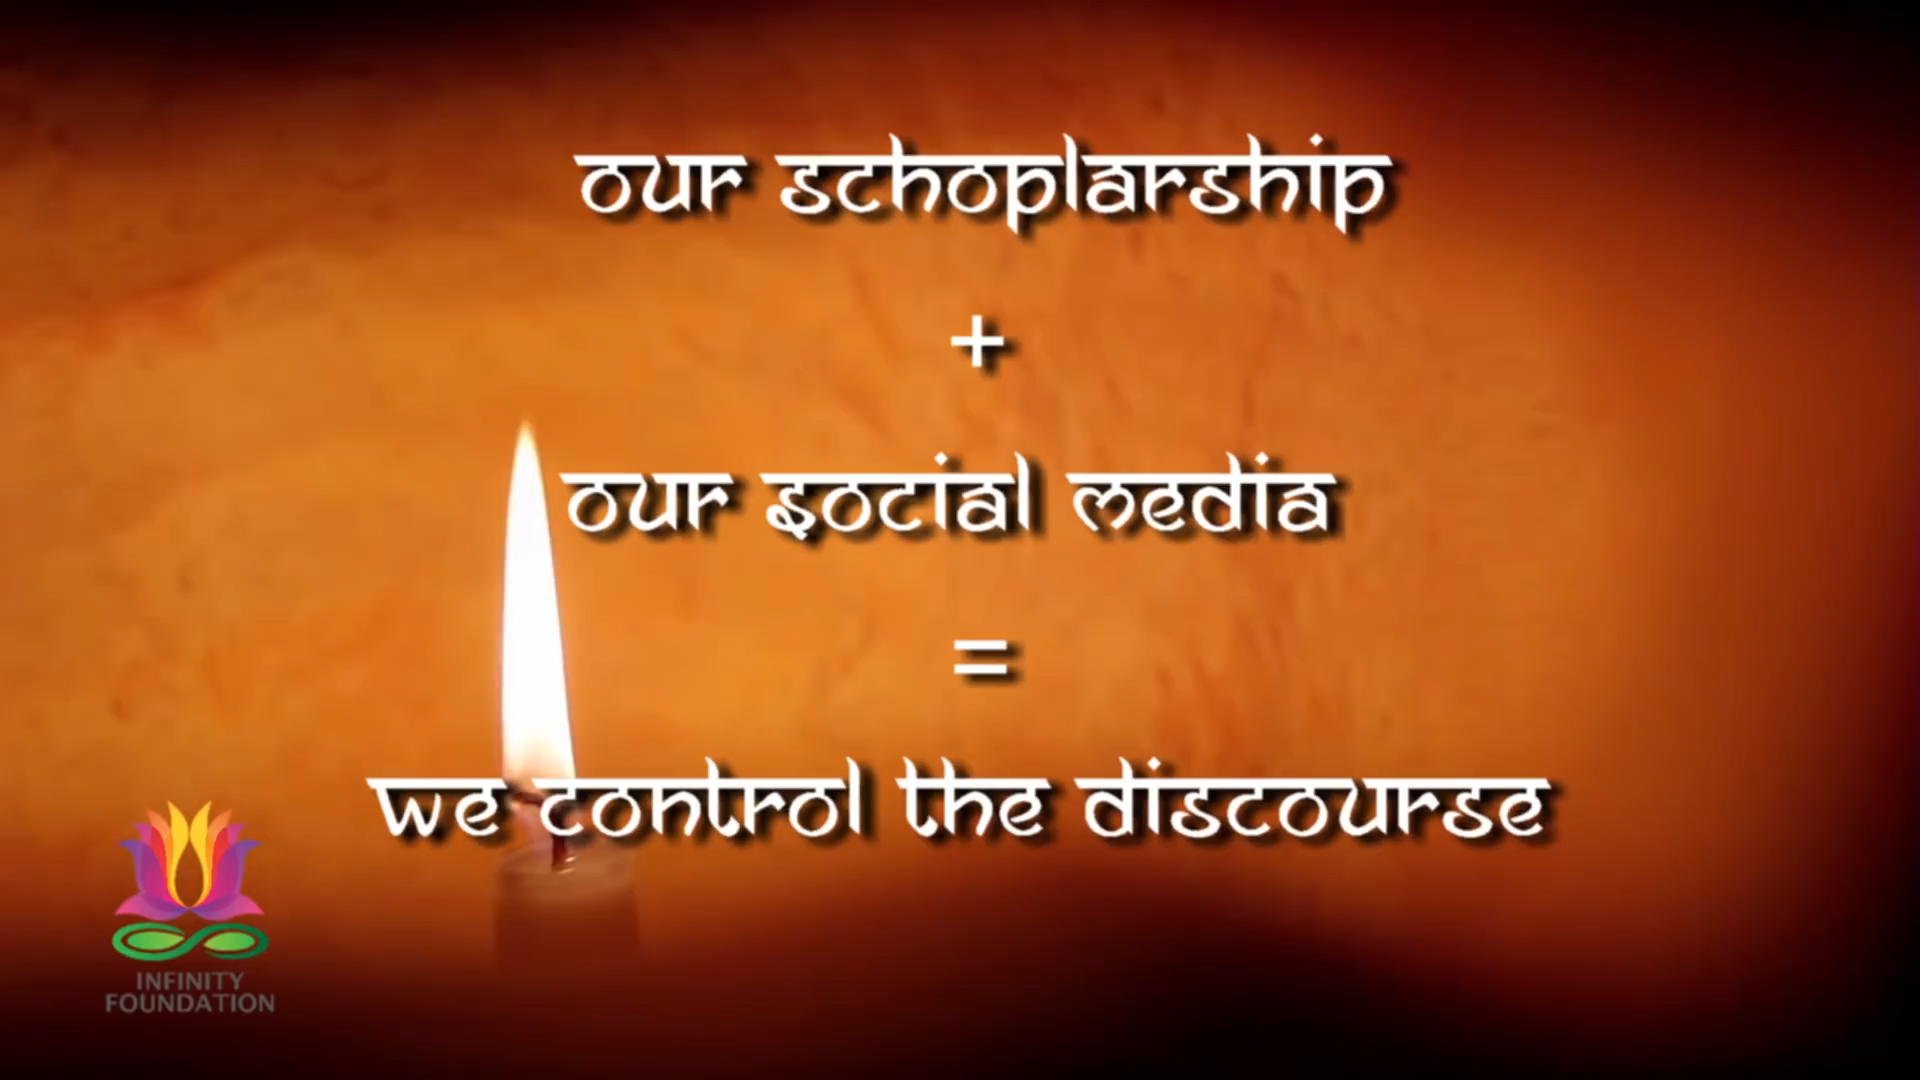 our schoplarship
+
our social media
=
we control the discourse
INFINITY
FOUNDATION